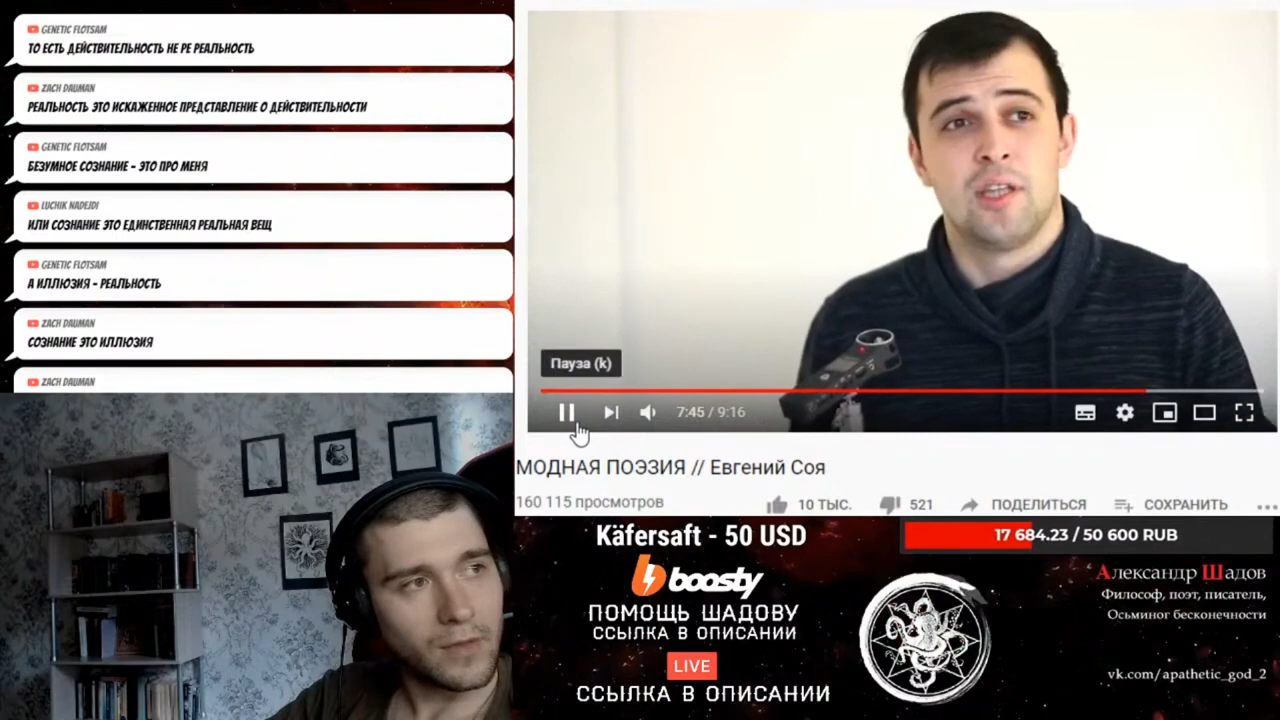 GENETIC FLOTSAM
ТО ЕСТЬ ДЕЙСТВИТЕЛЬНОСТЬ НЕ РЕ РЕАЛЬНОСТЬ
ZACH DAUMAN
РЕАЛЬНОСТЬ ЭТО ИСКАЖЕННОЕ ПРЕДСТАВЛЕНИЕ О ДЕЙСТВИТЕЛЬНОСТИ
GENETIC FLOTSAM
БЕЗУМНОЕ СОЗНАНИЕ - ЭТО ПРО МЕНЯ
LUCHIK NADEJDI
ИЛИ СОЗНАНИЕ ЭТО ЕДИНСТВЕННАЯ РЕАЛЬНАЯ ВЕЩ
GENETIC FLOTSAM
А ИЛЛЮЗИЯ - РЕАЛЬНОСТЬ
ZACH DAUMAN
СОЗНАНИЕ ЭТО ИЛЛЮЗИЯ
ZACH DAUMAN
Пауза (k)
7:45 / 9:16
МОДНАЯ ПОЭЗИЯ // Евгений Соя
160 115 просмотров
10 ТЫС.
521
ПОДЕЛИТЬСЯ
СОХРАНИТЬ
Käfersaft - 50 USD
boosty
ПОМОЩЬ ШАДОВУ
ССЫЛКА В ОПИСАНИИ
LIVE
ССЫЛКА В ОПИСАНИИ
17 684.23 / 50 600 RUB
Александр Шадов
Философ, поэт, писатель,
Осьминог бесконечности
vk.com/apathetic_god_2